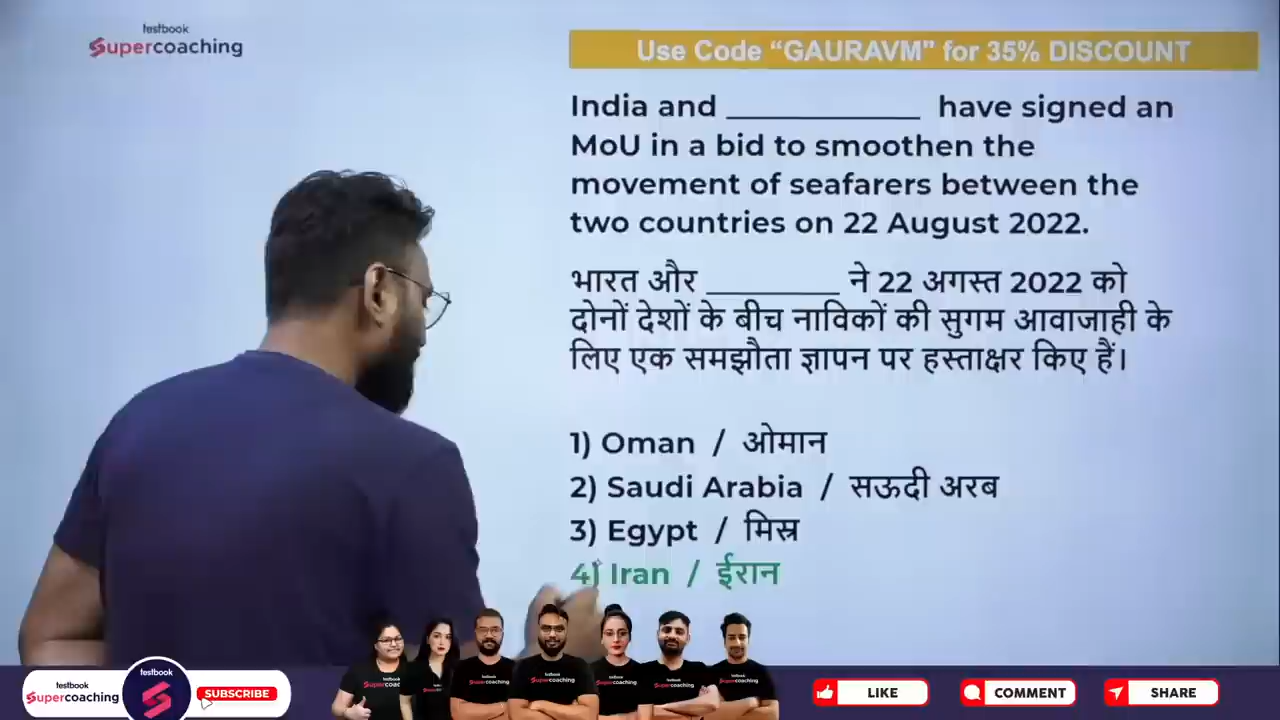 testbook
Supercoaching
Use Code “GAURAVM" for 35% DISCOUNT
India and ____________ have signed an
MoU in a bid to smoothen the
movement of seafarers between the
two countries on 22 August 2022.
भारत और _________ ने 22 अगस्त 2022 को
दोनों देशों के बीच नाविकों की सुगम आवाजाही के
लिए एक समझौता ज्ञापन पर हस्ताक्षर किए हैं।
1) Oman / ओमान
2) Saudi Arabia / सऊदी अरब
3) Egypt / मिस्र
4) Iran / ईरान
testbook
Supercoaching
testbook
SUBSCRIBE
LIKE
COMMENT
SHARE